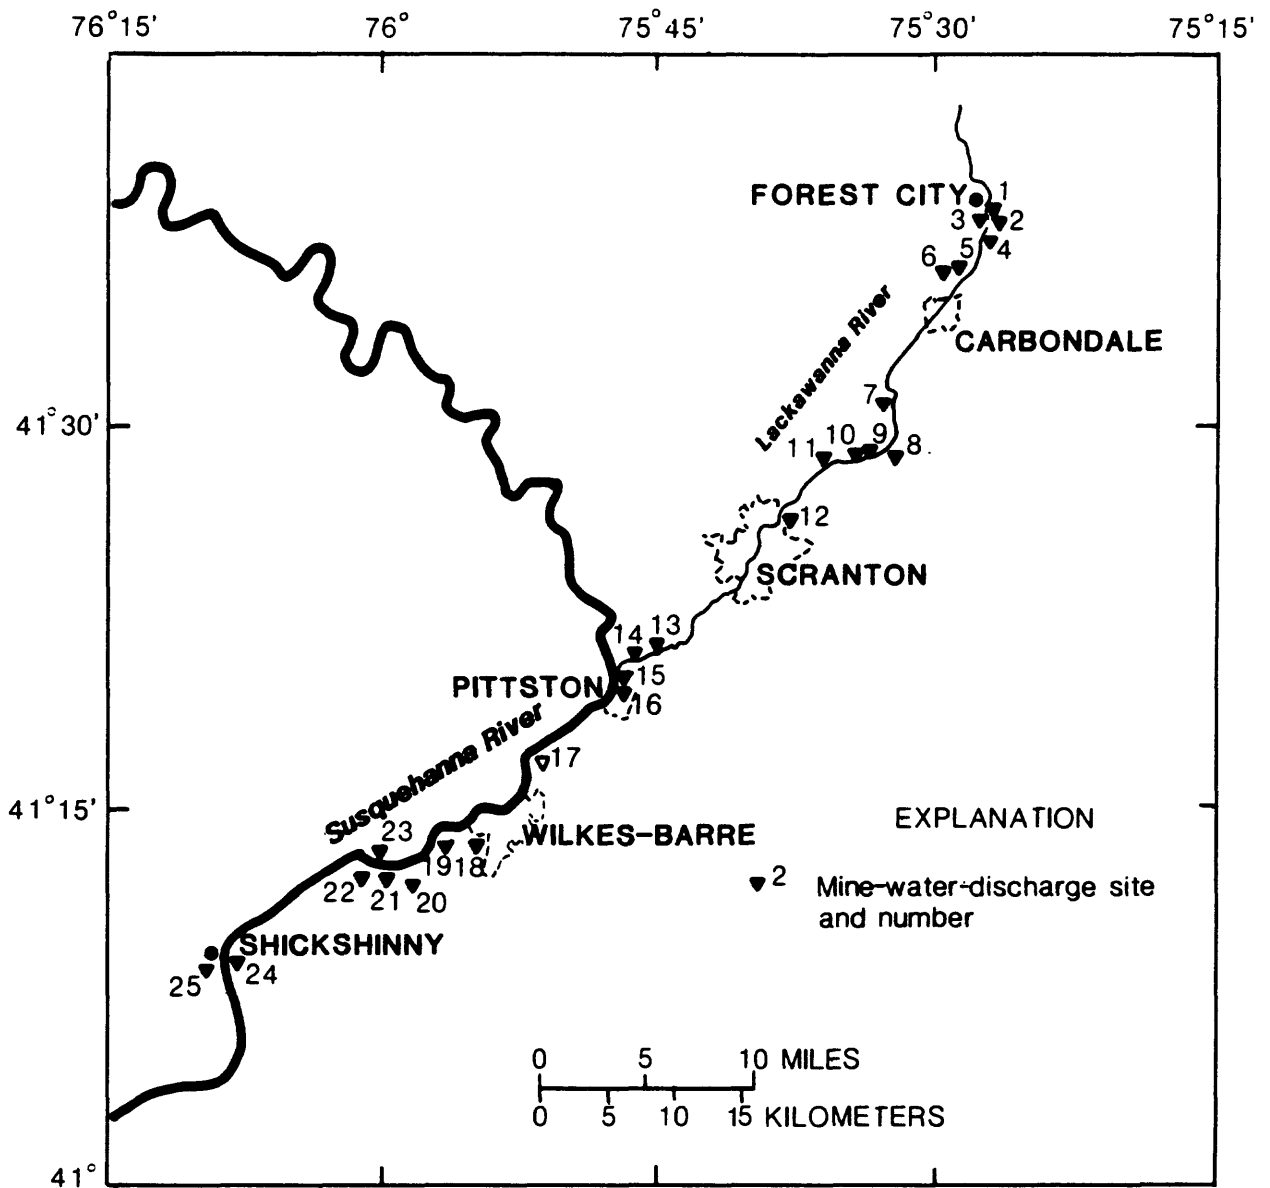 76°15' 76° 75°45' 75°30' 75°15'
FOREST CITY
1
3
2
4
5
6
CARBONDALE
Lackawanna River
7
41°30'
10 9
11
8
12
SCRANTON
13
14
15
PITTSTON
16
Susquehanna River
17
41°15'
EXPLANATION
23
WILKES-BARRE
19 18
22 21 20
2 Mine-water-discharge site
and number
SHICKSHINNY
24
25
0 5 10 MILES
0 5 10 15 KILOMETERS
41°